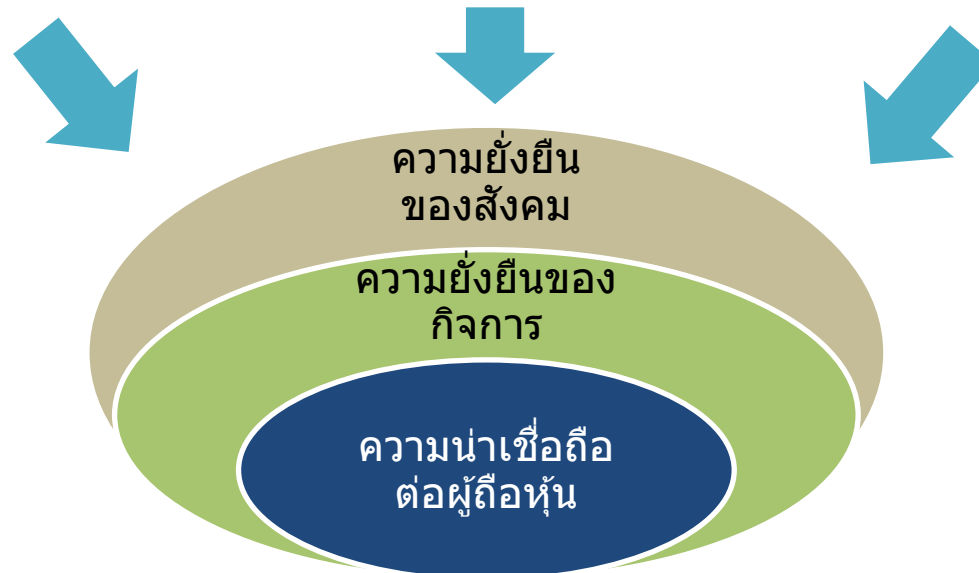 ความยั่งยืน
ของสังคม
ความยั่งยืนของ
กิจการ
ความน่าเชื่อถือ
ต่อผู้ถือหุ้น